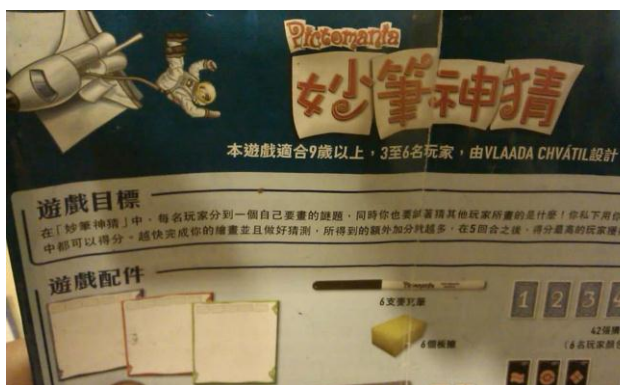 Pictomania
妙筆神猜
本遊戲適合9歲以上，3至6名玩家，由VLAADA CHVÁTIL設計
遊戲目標
在「妙筆神猜」中，每名玩家分到一個自己要畫的謎題，同時你也要試著猜其他玩家所畫的是什麼！你私下用你
中都可以得分。越快完成你的繪畫並且做好猜測，所得到的額外加分就越多，在5回合之後，得分最高的玩家獲
遊戲配件
6支麥克筆
6個板擦
1 2 3 4
42張
（6名玩家顏色